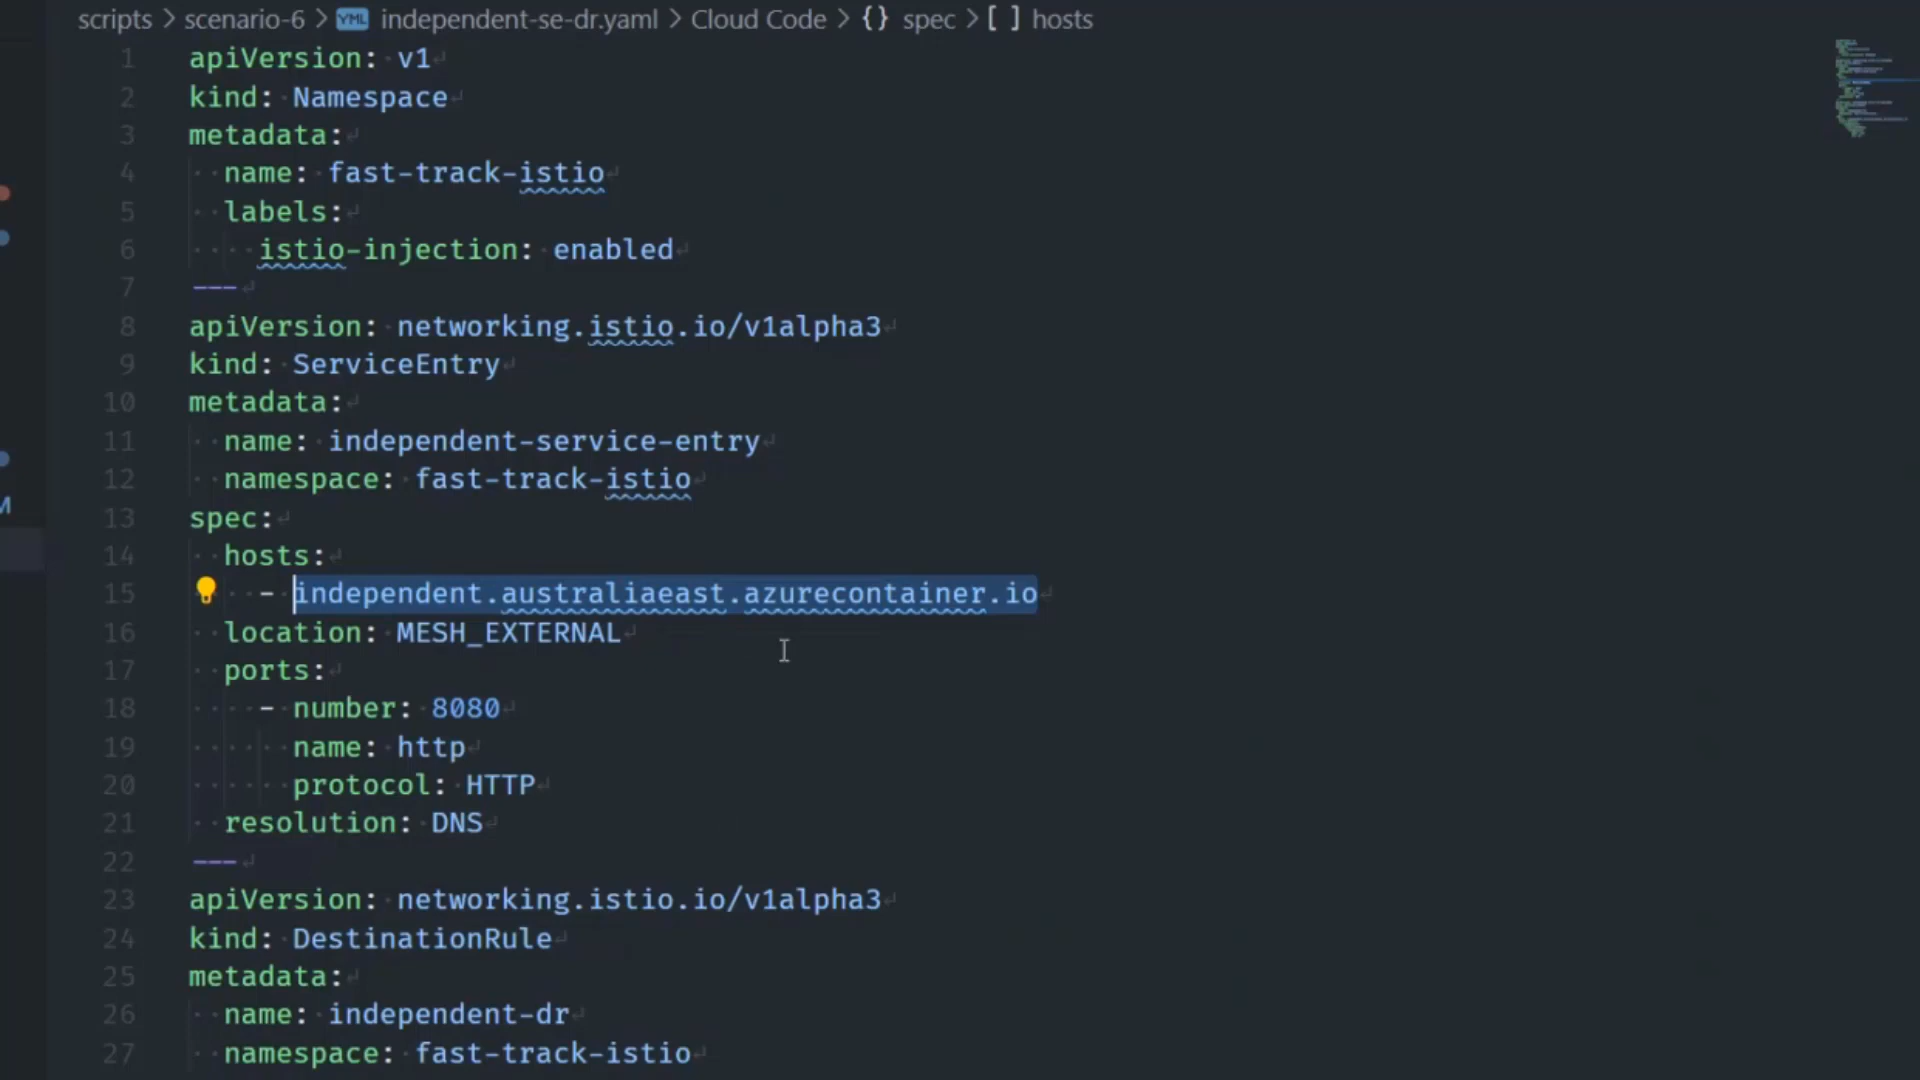 scripts > scenario-6 > YML independent-se-dr.yaml > Cloud Code > {} spec > [ ] hosts
1 apiVersion: v1
2 kind: Namespace
3 metadata:
4   name: fast-track-istio
5   labels:
6     istio-injection: enabled
7 ---
8 apiVersion: networking.istio.io/v1alpha3
9 kind: ServiceEntry
10 metadata:
11   name: independent-service-entry
12   namespace: fast-track-istio
13 spec:
14   hosts:
15     - independent.australiaeast.azurecontainer.io
16   location: MESH_EXTERNAL
17   ports:
18     - number: 8080
19       name: http
20       protocol: HTTP
21   resolution: DNS
22 ---
23 apiVersion: networking.istio.io/v1alpha3
24 kind: DestinationRule
25 metadata:
26   name: independent-dr
27   namespace: fast-track-istio